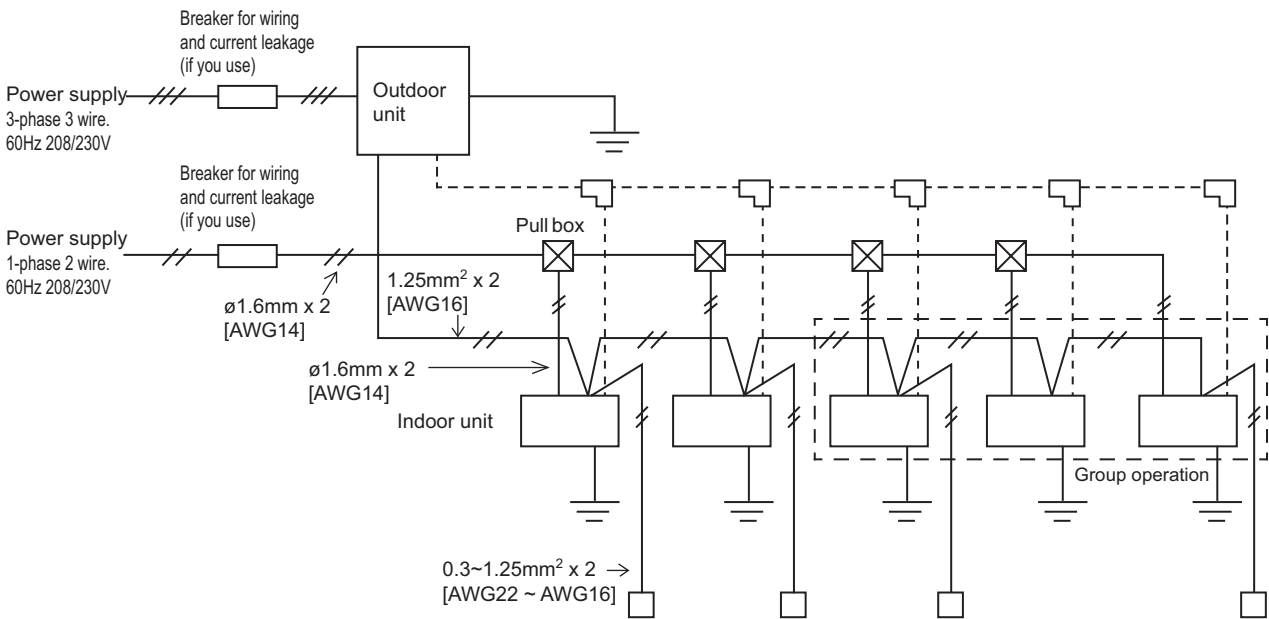 Breaker for wiring
and current leakage
(if you use)
Outdoor
unit
Power supply
3-phase 3 wire.
60Hz 208/230V
Breaker for wiring
and current leakage
(if you use)
Pull box
Power supply
1-phase 2 wire.
60Hz 208/230V
1.25mm² x 2
[AWG16]
ø1.6mm x 2
[AWG14]
ø1.6mm x 2
[AWG14]
Indoor unit
Group operation
0.3~1.25mm² x 2
[AWG22 ~ AWG16]